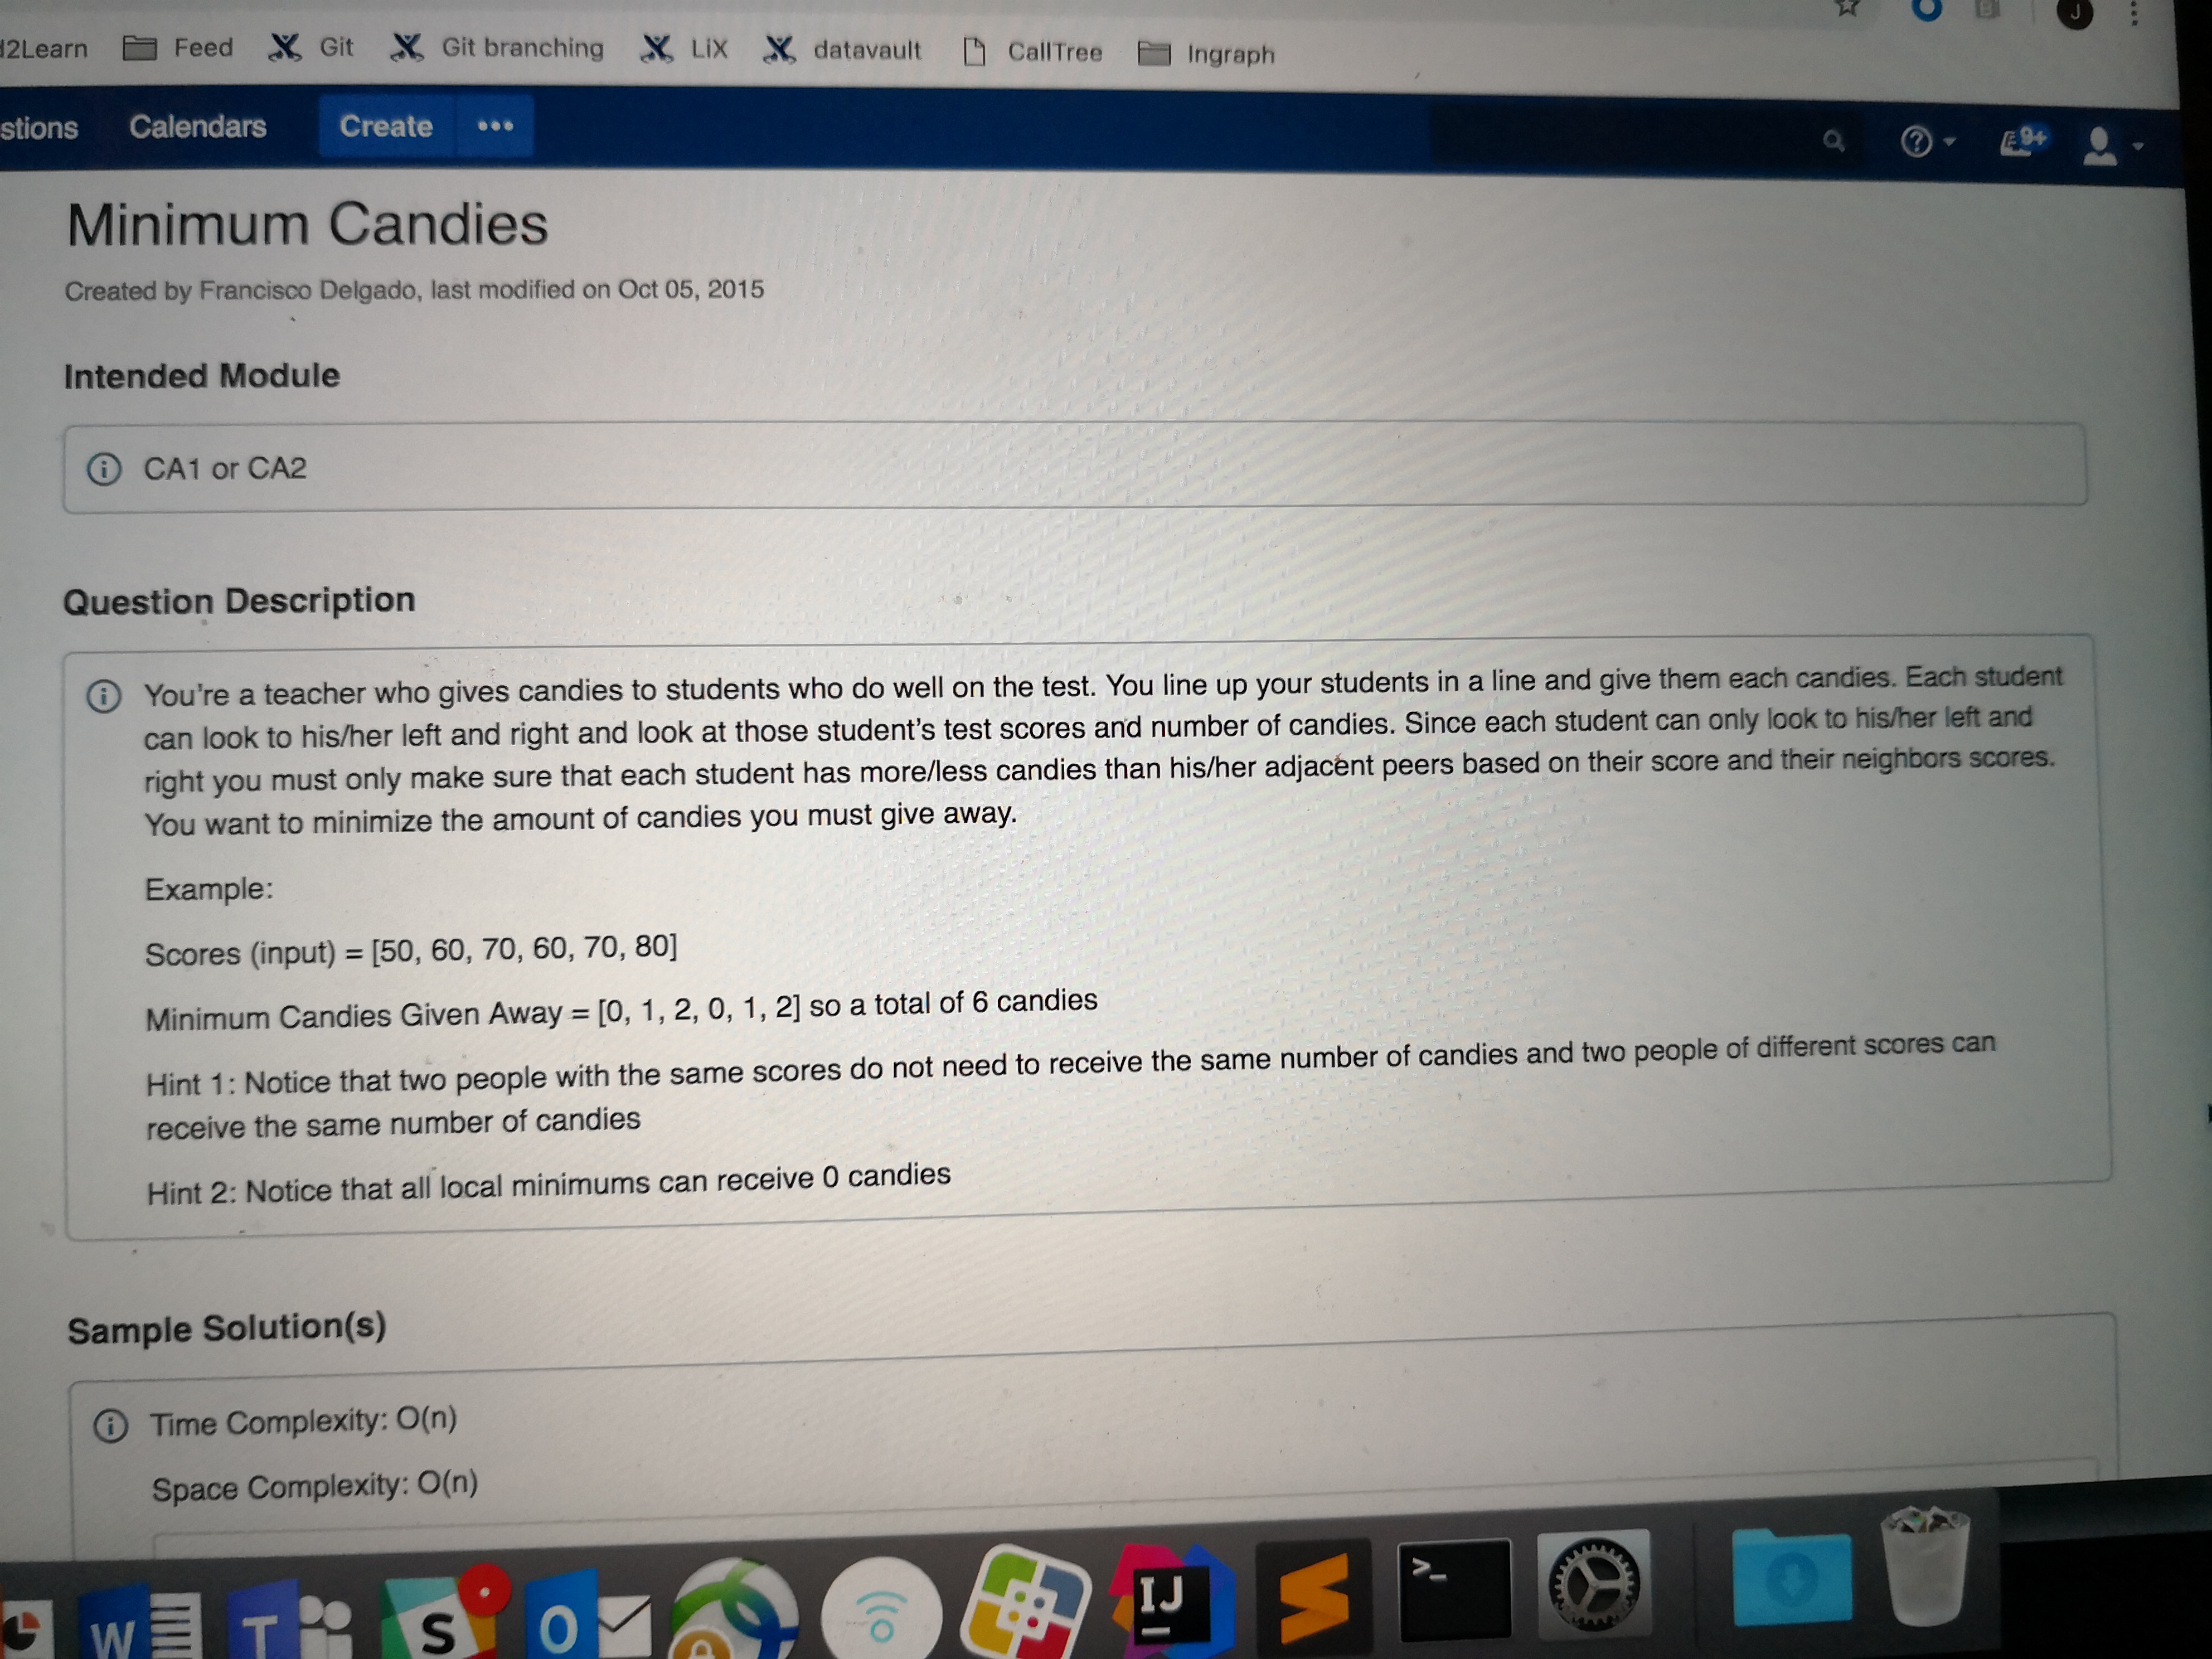 Feed Git Git branching LiX datavault CallTree Ingraph
Calendars Create ••• 9+
J
Minimum Candies
Created by Francisco Delgado, last modified on Oct 05, 2015
Intended Module
CA1 or CA2
Question Description
You're a teacher who gives candies to students who do well on the test. You line up your students in a line and give them each candies. Each student
can look to his/her left and right and look at those student's test scores and number of candies. Since each student can only look to his/her left and
right you must only make sure that each student has more/less candies than his/her adjacent peers based on their score and their neighbors scores.
You want to minimize the amount of candies you must give away.
Example:
Scores (input) = [50, 60, 70, 60, 70, 80]
Minimum Candies Given Away = [0, 1, 2, 0, 1, 2] so a total of 6 candies
Hint 1: Notice that two people with the same scores do not need to receive the same number of candies and two people of different scores can
receive the same number of candies
Hint 2: Notice that all local minimums can receive 0 candies
Sample Solution(s)
Time Complexity: O(n)
Space Complexity: O(n)
W T S O IJ >_